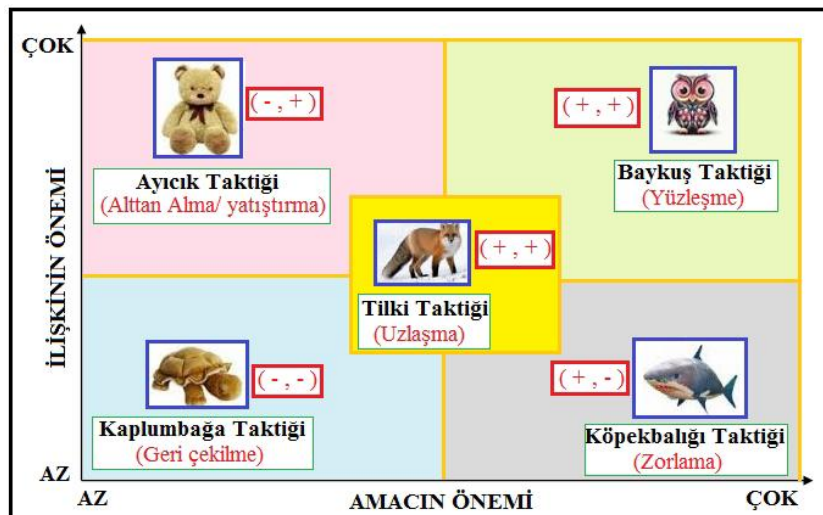 ÇOK
( - , + )
Ayıcık Taktiği
(Alttan Alma/ yatıştırma)
( + , + )
Baykuş Taktiği
(Yüzleşme)
İLİŞKİNİN ÖNEMİ
( + , + )
Tilki Taktiği
(Uzlaşma)
( - , - )
Kaplumbağa Taktiği
(Geri çekilme)
( + , - )
Köpekbalığı Taktiği
(Zorlama)
AZ
AZ
AMACIN ÖNEMİ
ÇOK